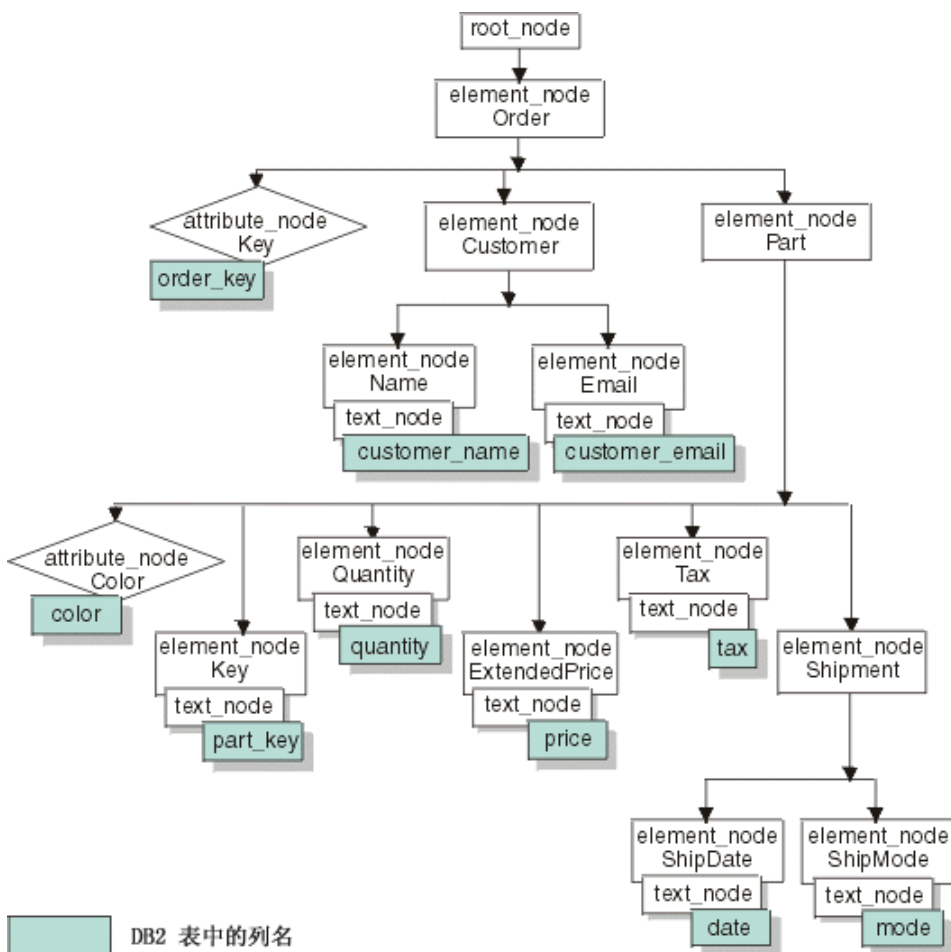 root_node
element_node
Order
attribute_node
Key
order_key
element_node
Customer
element_node
Part
element_node
Name
text_node
customer_name
element_node
Email
text_node
customer_email
attribute_node
Color
color
element_node
Key
text_node
part_key
element_node
Quantity
text_node
quantity
element_node
ExtendedPrice
text_node
price
element_node
Tax
text_node
tax
element_node
Shipment
element_node
ShipDate
text_node
date
element_node
ShipMode
text_node
mode
DB2 表中的列名